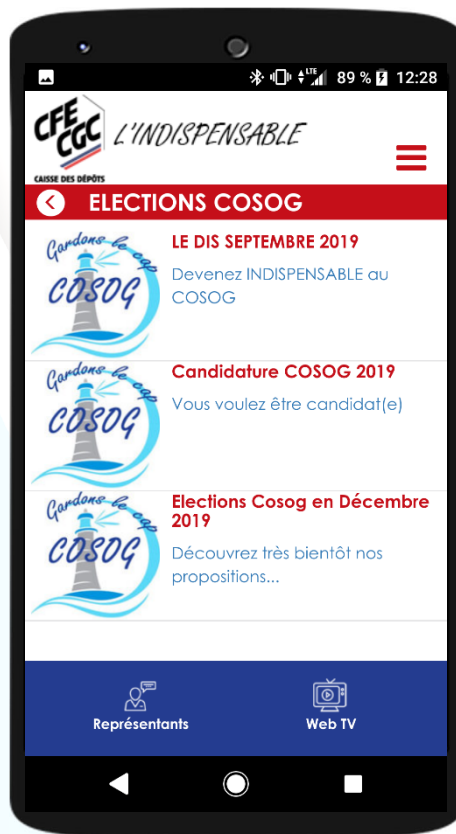 LTE 89 % 12:28
CFE
CGC
CAISSE DES DÉPÔTS
L'INDISPENSABLE
ELECTIONS COSOG
Gardons le cap
COSOG
LE DIS SEPTEMBRE 2019
Devenez INDISPENSABLE au
COSOG
Gardons le cap
COSOG
Candidature COSOG 2019
Vous voulez être candidat(e)
Gardons le cap
COSOG
Elections Cosog en Décembre
2019
Découvrez très bientôt nos
propositions...
Représentants
Web TV